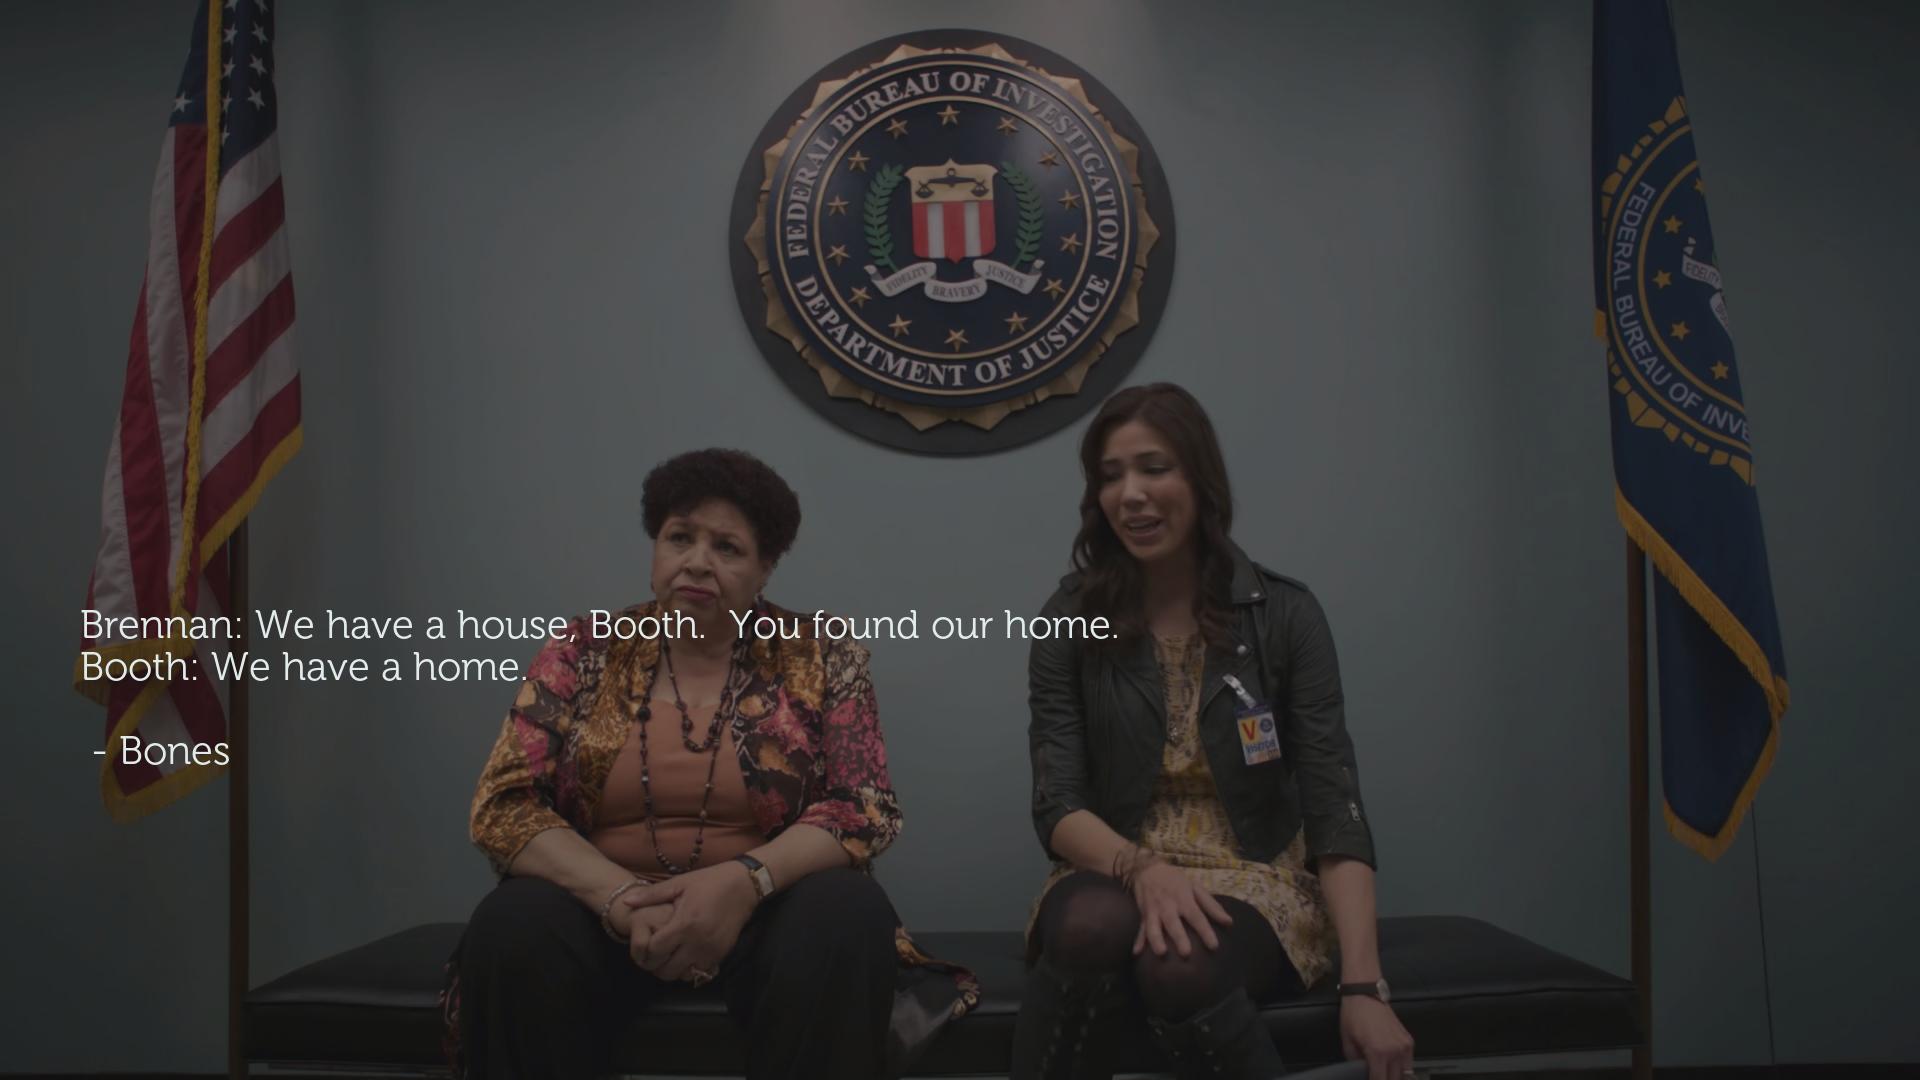 FEDERAL BUREAU OF INVESTIGATION
DEPARTMENT OF JUSTICE
FIDELITY
BRAVERY
JUSTICE
FEDERAL BUREAU OF INVE
FIDELITY
V
VISITOR
Brennan: We have a house, Booth.  You found our home.
Booth: We have a home.
- Bones